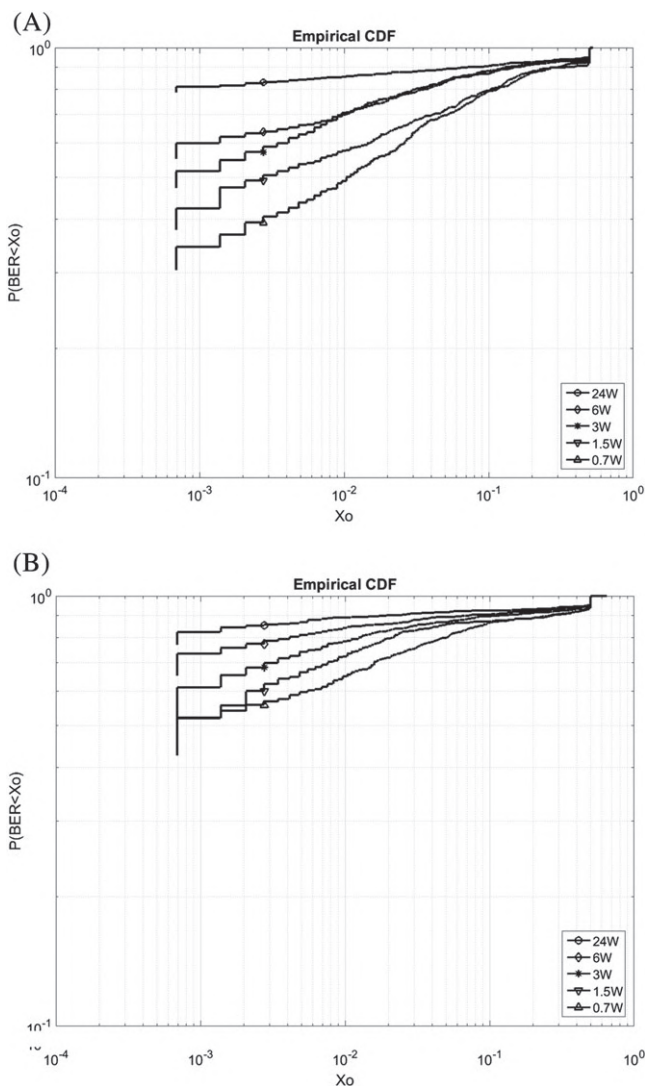 (A)
Empirical CDF
10⁰
P(BER<Xo)
10⁻¹
10⁻⁴
10⁻³
10⁻²
10⁻¹
10⁰
Xo
24W
6W
3W
1.5W
0.7W
(B)
Empirical CDF
10⁰
P(BER<Xo)
10⁻¹
10⁻⁴
10⁻³
10⁻²
10⁻¹
10⁰
Xo
24W
6W
3W
1.5W
0.7W